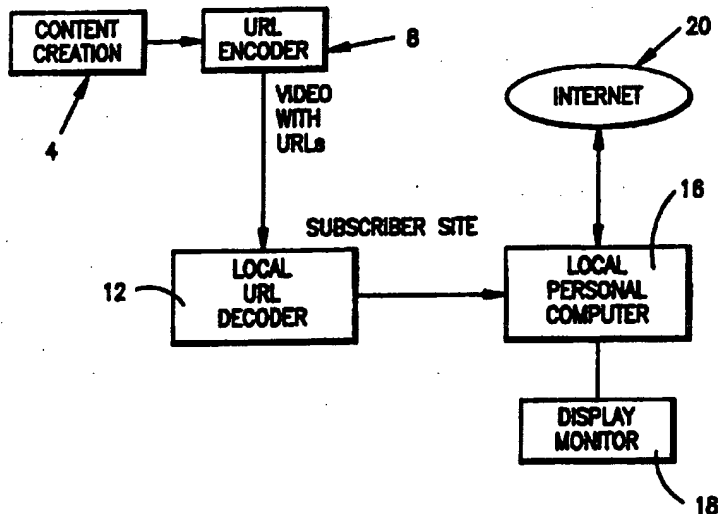 CONTENT
CREATION
URL
ENCODER
8
20
4
VIDEO
WITH
URLs
INTERNET
SUBSCRIBER SITE
16
12
LOCAL
URL
DECODER
LOCAL
PERSONAL
COMPUTER
DISPLAY
MONITOR
18